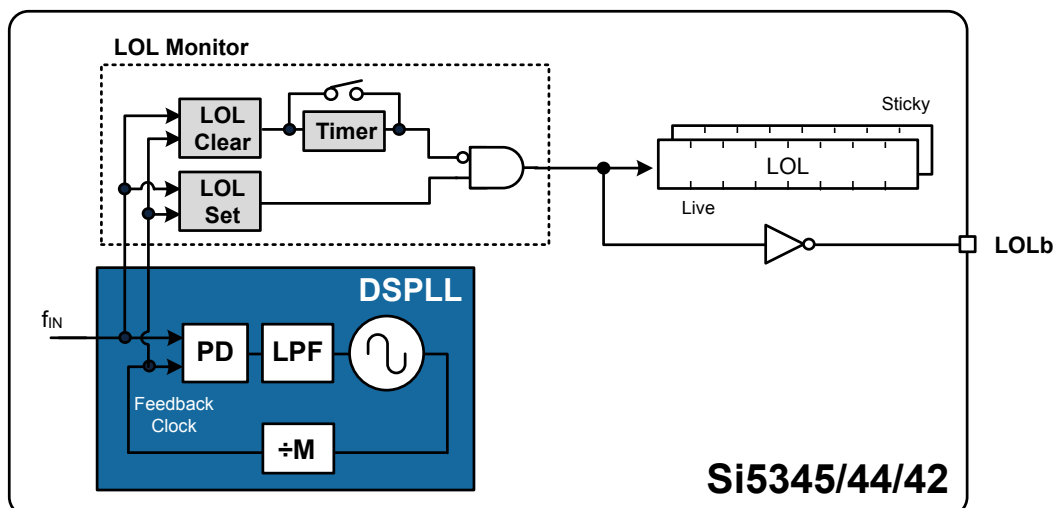 LOL Monitor
LOL
Clear
Timer
LOL
Set
Sticky
LOL
Live
LOLb
DSPLL
fIN
PD
LPF
Feedback
Clock
÷M
Si5345/44/42